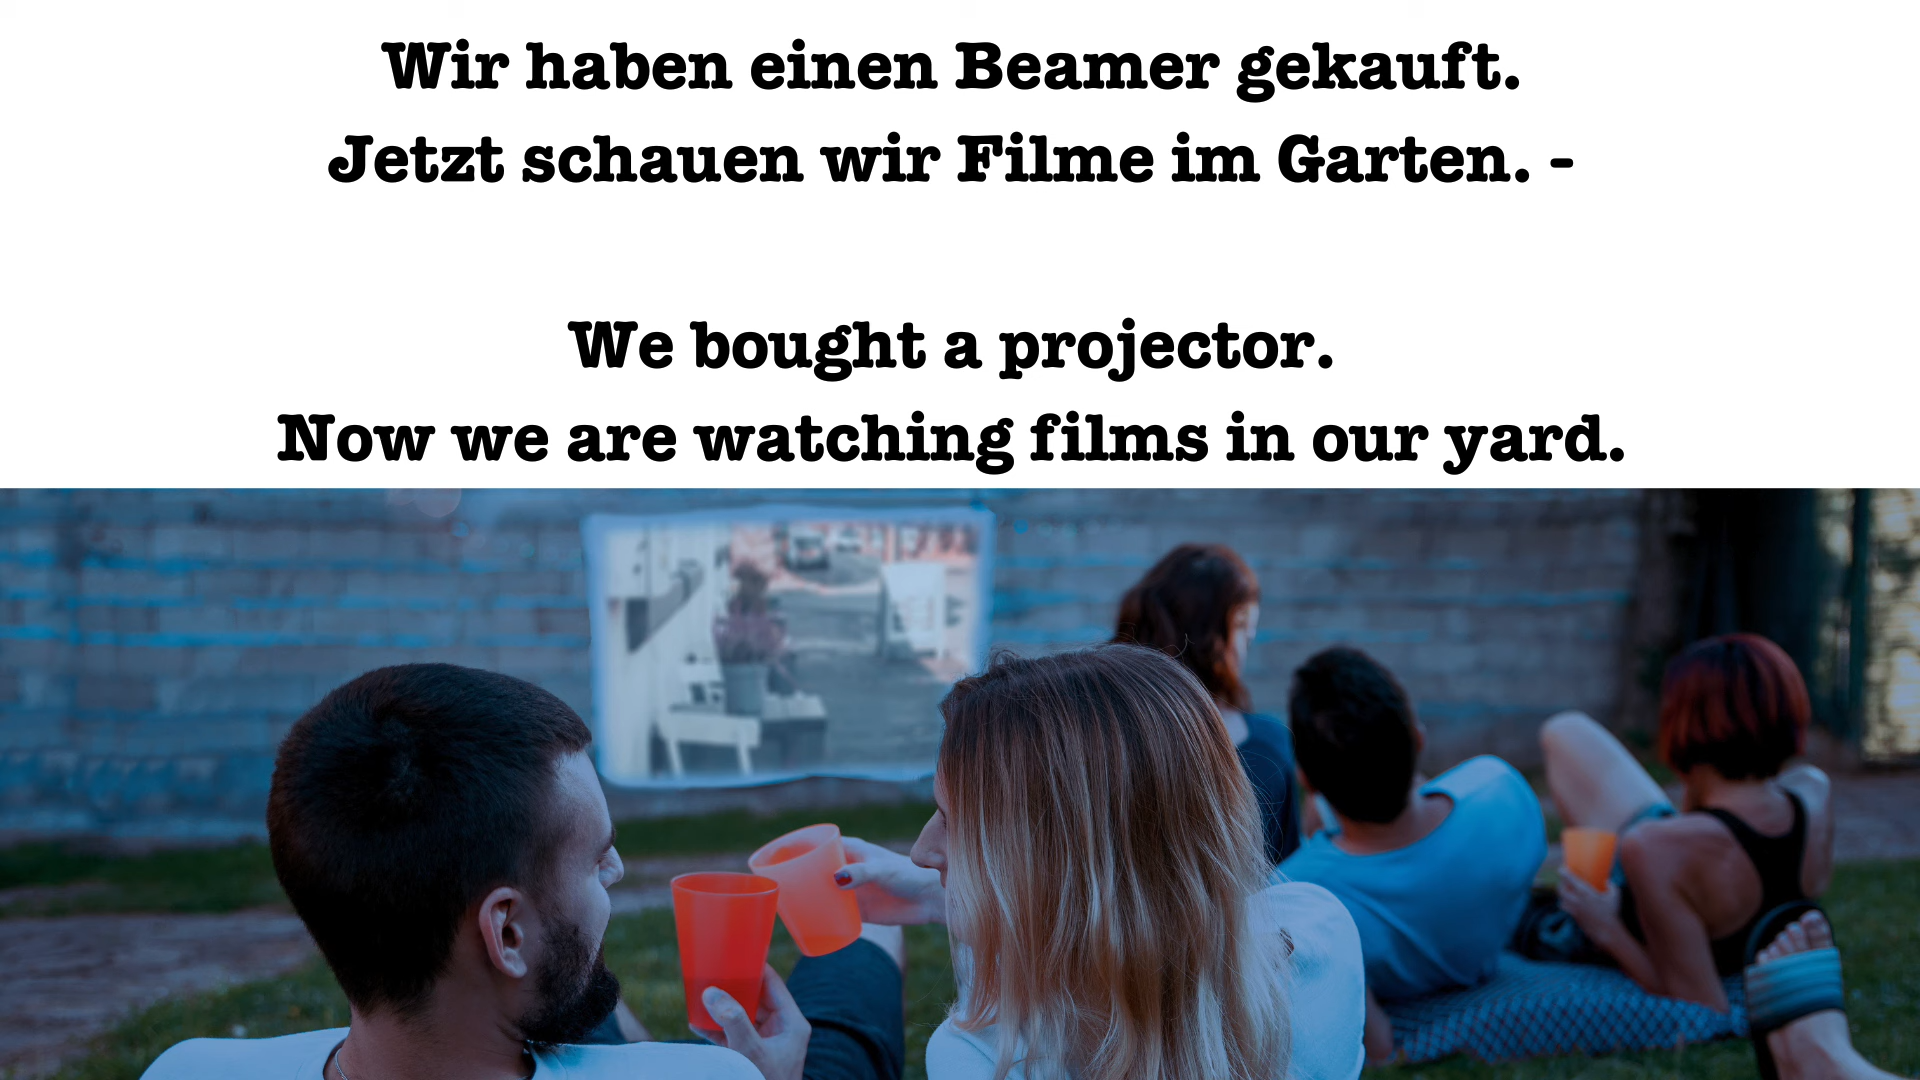 Wir haben einen Beamer gekauft.
Jetzt schauen wir Filme im Garten. -
We bought a projector.
Now we are watching films in our yard.